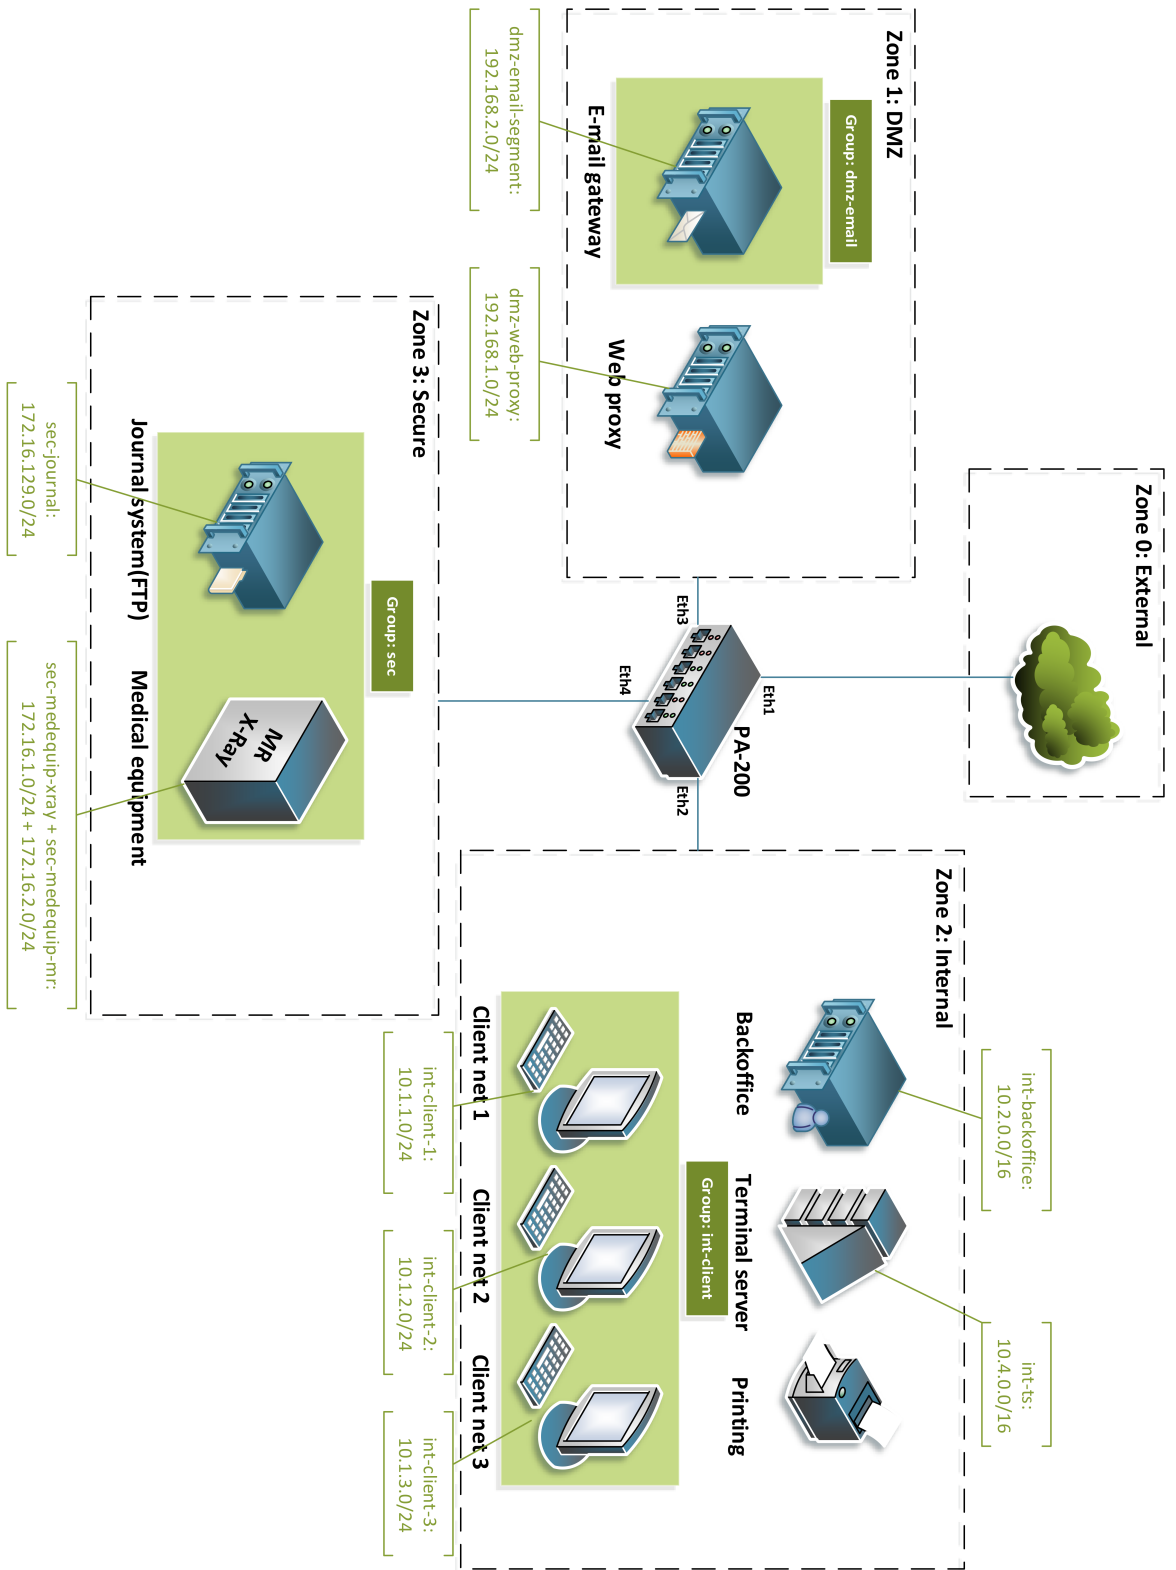 Zone 0: External
Zone 1: DMZ
Group: dmz-email
E-mail gateway
Web proxy
dmz-email-segment:
192.168.2.0/24
dmz-web-proxy:
192.168.1.0/24
Eth1
PA-200
Eth3
Eth2
Eth4
Zone 2: Internal
int-backoffice:
10.2.0.0/16
int-ts:
10.4.0.0/16
Backoffice
Terminal server
Printing
Group: int-client
Client net 1
Client net 2
Client net 3
int-client-1:
10.1.1.0/24
int-client-2:
10.1.2.0/24
int-client-3:
10.1.3.0/24
Zone 3: Secure
Group: sec
MR
X-Ray
Journal system(FTP)
Medical equipment
sec-journal:
172.16.129.0/24
sec-medequip-xray + sec-medequip-mr:
172.16.1.0/24 + 172.16.2.0/24